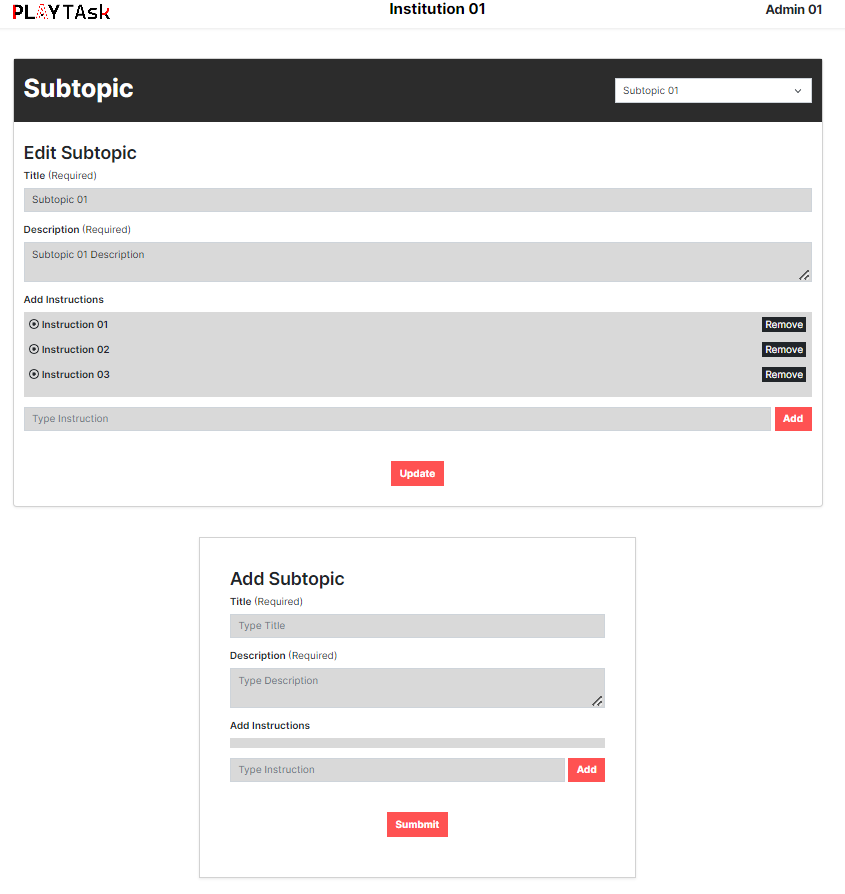 PLAYTAsk Institution 01 Admin 01
Subtopic Subtopic 01
Edit Subtopic
Title (Required)
Subtopic 01
Description (Required)
Subtopic 01 Description
Add Instructions
Instruction 01 Remove
Instruction 02 Remove
Instruction 03 Remove
Type Instruction Add
Update
Add Subtopic
Title (Required)
Type Title
Description (Required)
Type Description
Add Instructions
Type Instruction Add
Sumbmit